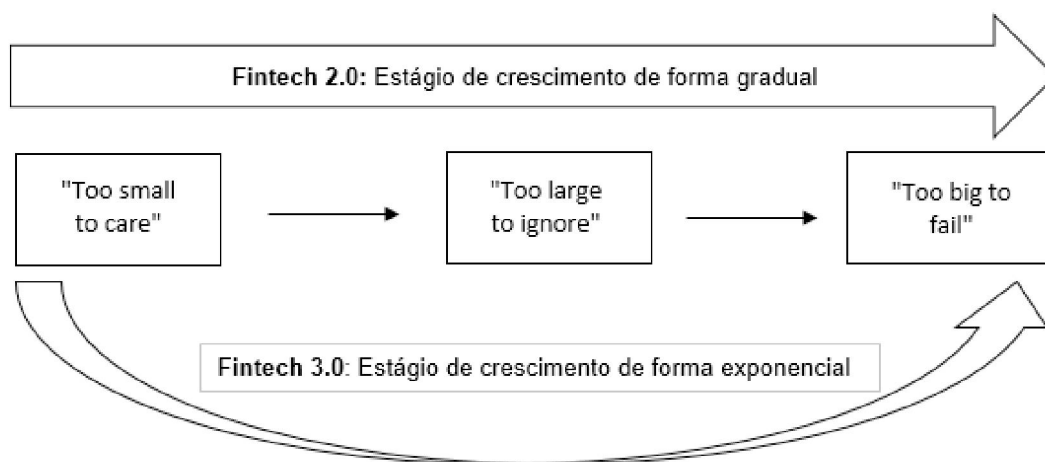 Fintech 2.0: Estágio de crescimento de forma gradual
"Too small
to care"
"Too large
to ignore"
"Too big to
fail"
Fintech 3.0: Estágio de crescimento de forma exponencial